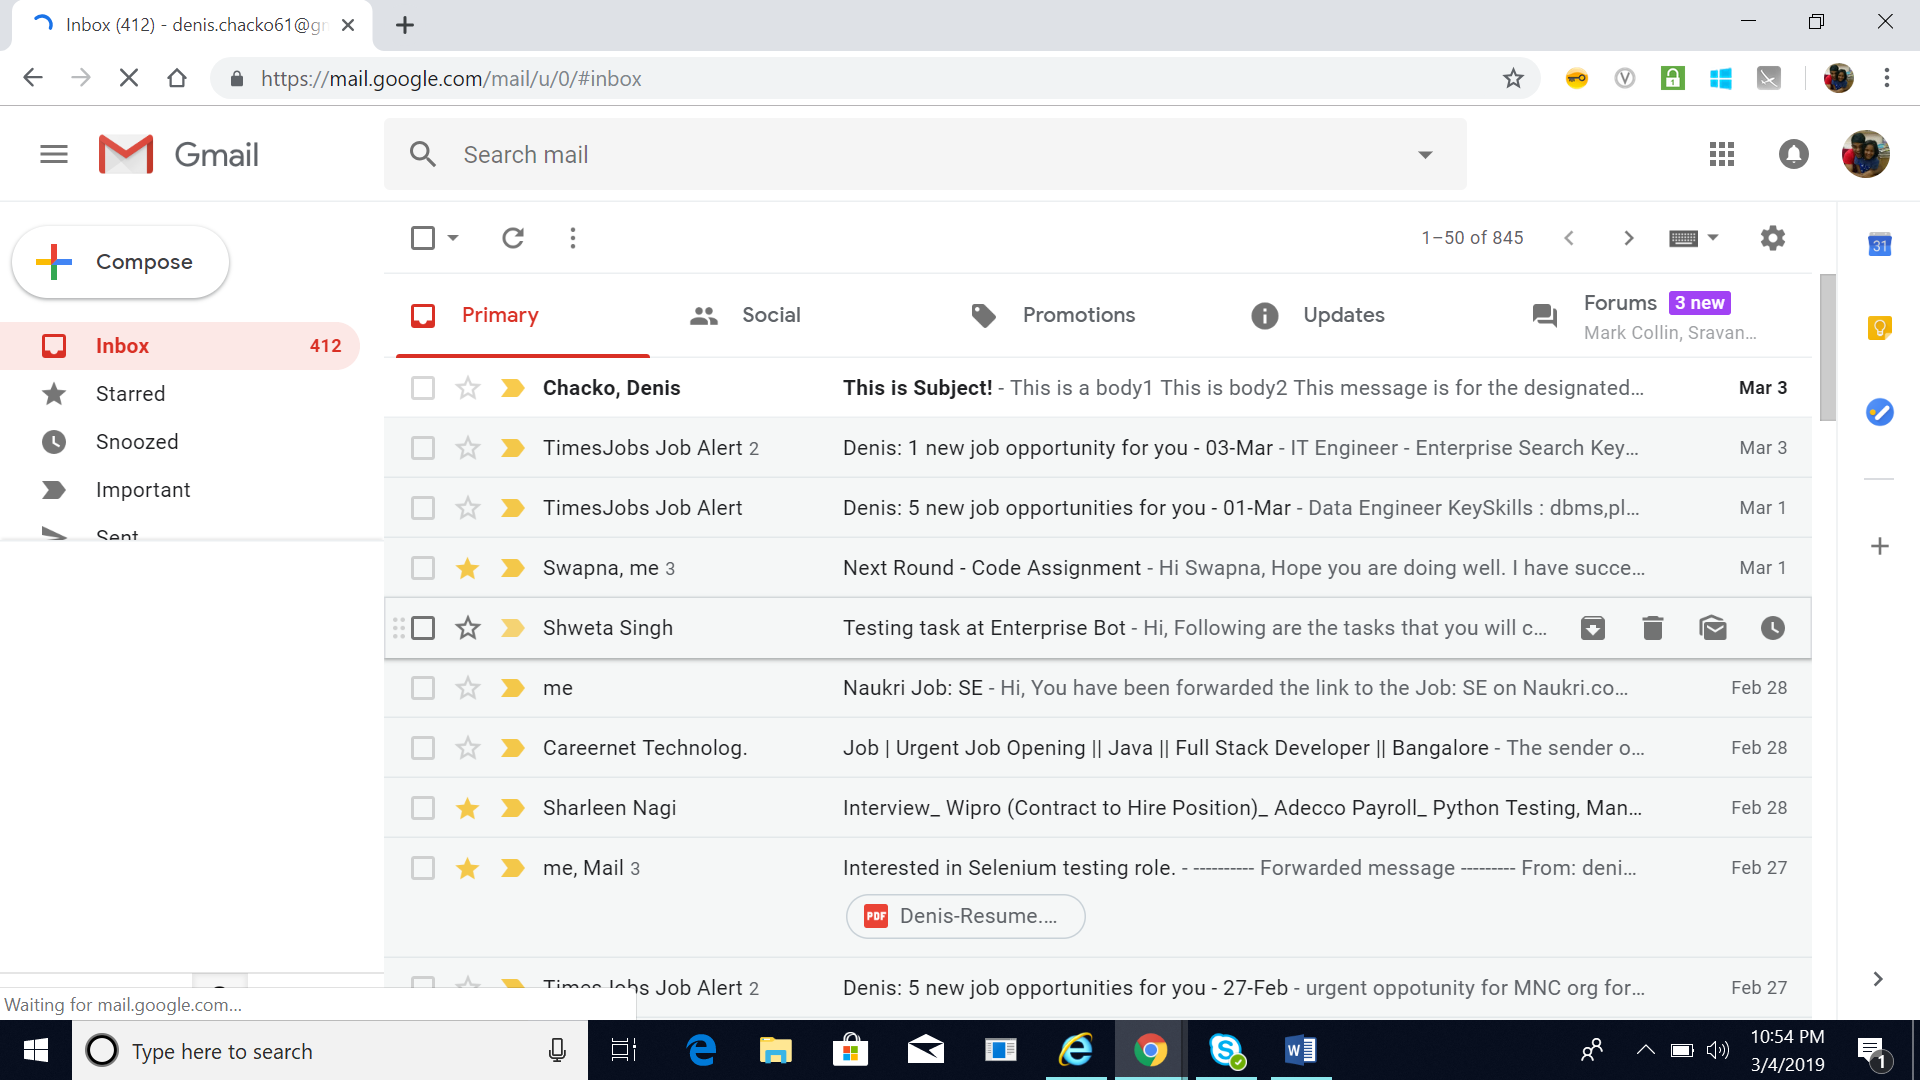 Inbox (412) - denis.chacko61@gm
https://mail.google.com/mail/u/0/#inbox
Gmail
Search mail
31
Compose
1–50 of 845
Primary
Social
Promotions
Updates
Forums 3 new
Mark Collin, Sravan...
Inbox 412
Starred
Snoozed
Important
Sent
Chacko, Denis This is Subject! - This is a body1 This is body2 This message is for the designated... Mar 3
TimesJobs Job Alert 2 Denis: 1 new job opportunity for you - 03-Mar - IT Engineer - Enterprise Search Key... Mar 3
TimesJobs Job Alert Denis: 5 new job opportunities for you - 01-Mar - Data Engineer KeySkills : dbms,pl... Mar 1
Swapna, me 3 Next Round - Code Assignment - Hi Swapna, Hope you are doing well. I have succe... Mar 1
Shweta Singh Testing task at Enterprise Bot - Hi, Following are the tasks that you will c...
me Naukri Job: SE - Hi, You have been forwarded the link to the Job: SE on Naukri.co... Feb 28
Careernet Technolog. Job | Urgent Job Opening || Java || Full Stack Developer || Bangalore - The sender o... Feb 28
Sharleen Nagi Interview_ Wipro (Contract to Hire Position)_ Adecco Payroll_ Python Testing, Man... Feb 28
me, Mail 3 Interested in Selenium testing role. - ---------- Forwarded message --------- From: deni... Feb 27
PDF Denis-Resume....
TimesJobs Job Alert 2 Denis: 5 new job opportunities for you - 27-Feb - urgent oppotunity for MNC org for... Feb 27
Waiting for mail.google.com...
Type here to search
10:54 PM
3/4/2019
1